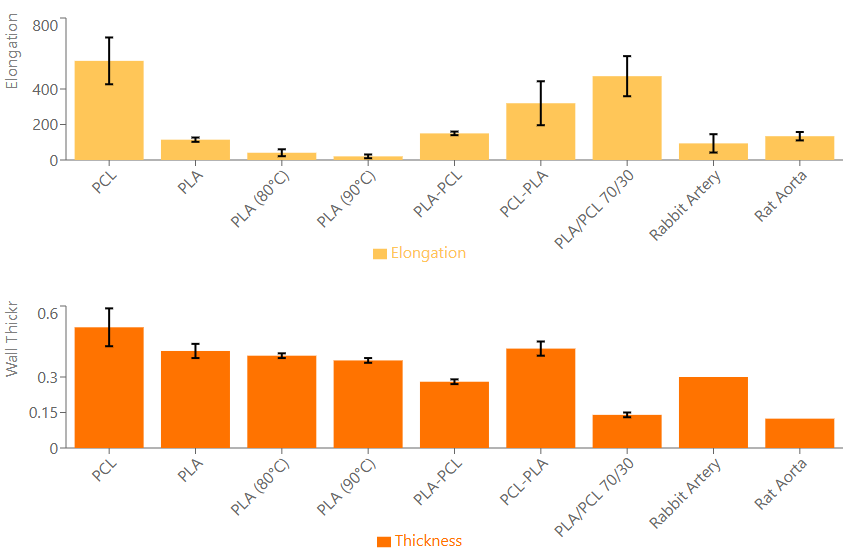 Elongation
800
400
200
0
PCL
PLA
PLA (80°C)
PLA (90°C)
PLA-PCL
PCL-PLA
PLA/PCL 70/30
Rabbit Artery
Rat Aorta
Elongation
Wall Thickr
0.6
0.3
0.15
0
PCL
PLA
PLA (80°C)
PLA (90°C)
PLA-PCL
PCL-PLA
PLA/PCL 70/30
Rabbit Artery
Rat Aorta
Thickness